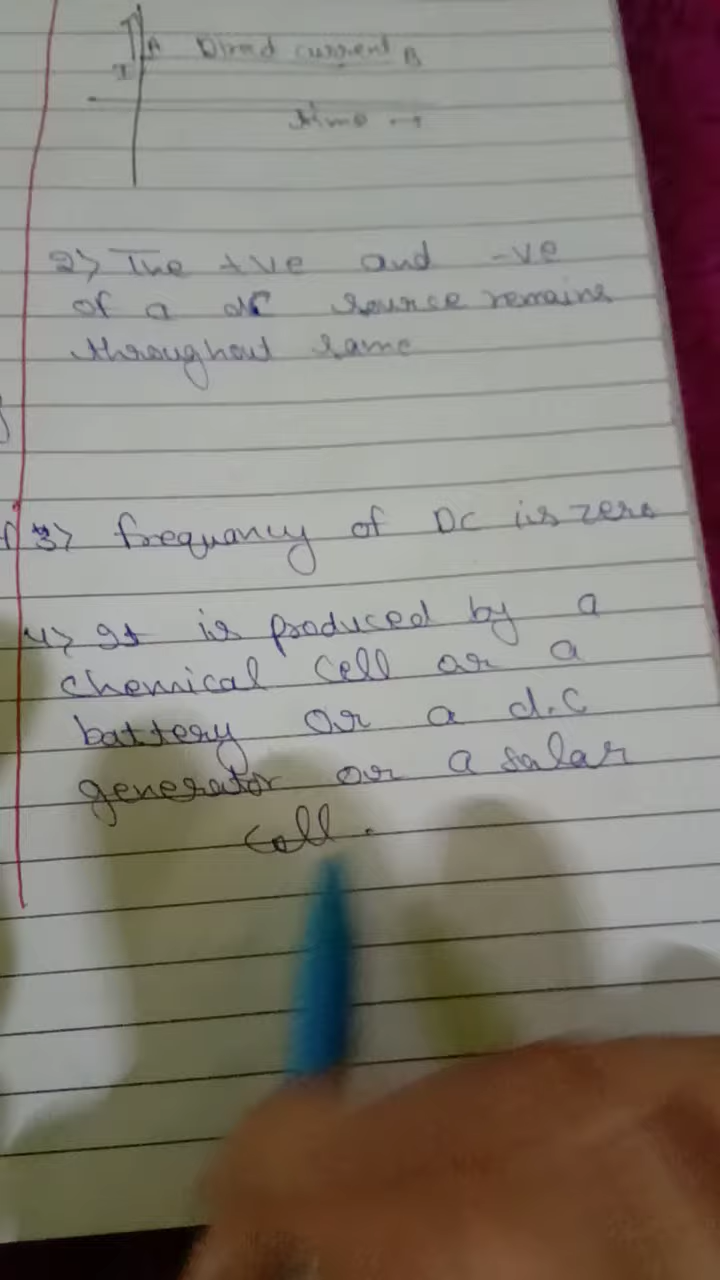 I A Direct current B
time →
2> The +ve and -ve
of a dc source remains
throughout same
3> frequancy of DC is zero
4> It is produced by a
chemical cell or a
battery or a d.c
generator or a solar
cell.